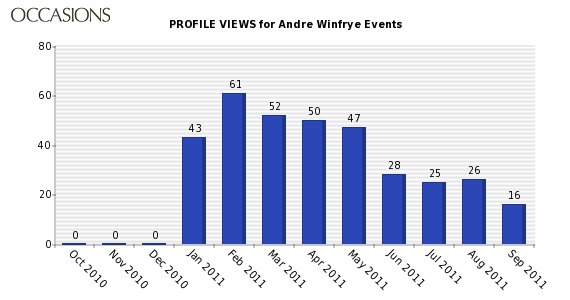 OCCASIONS
PROFILE VIEWS for Andre Winfrye Events
80
60
40
20
0
0
0
0
43
61
52
50
47
28
25
26
16
Oct 2010
Nov 2010
Dec 2010
Jan 2011
Feb 2011
Mar 2011
Apr 2011
May 2011
Jun 2011
Jul 2011
Aug 2011
Sep 2011